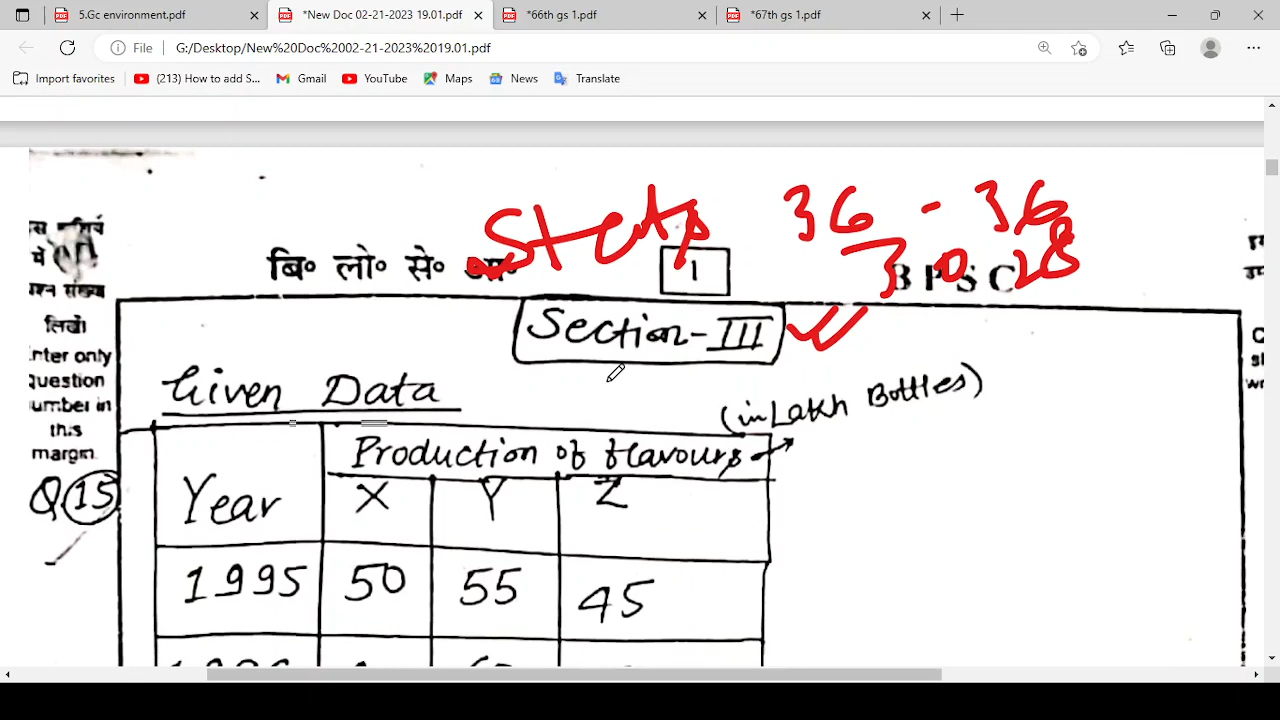 5.Gc environment.pdf
*New Doc 02-21-2023 19.01.pdf
*66th gs 1.pdf
*67th gs 1.pdf
File
G:/Desktop/New%20Doc%2002-21-2023%2019.01.pdf
Import favorites
(213) How to add S...
Gmail
YouTube
Maps
News
Translate
Stats 36 - 36
30 28
बि० लो० से०
1
BPSC
में
लिखें
Enter only
Question
number in
this
margin.
Section-III
Given Data
(in Lakh Bottles)
Production of flavours
Q 15
Year X Y Z
1995 50 55 45